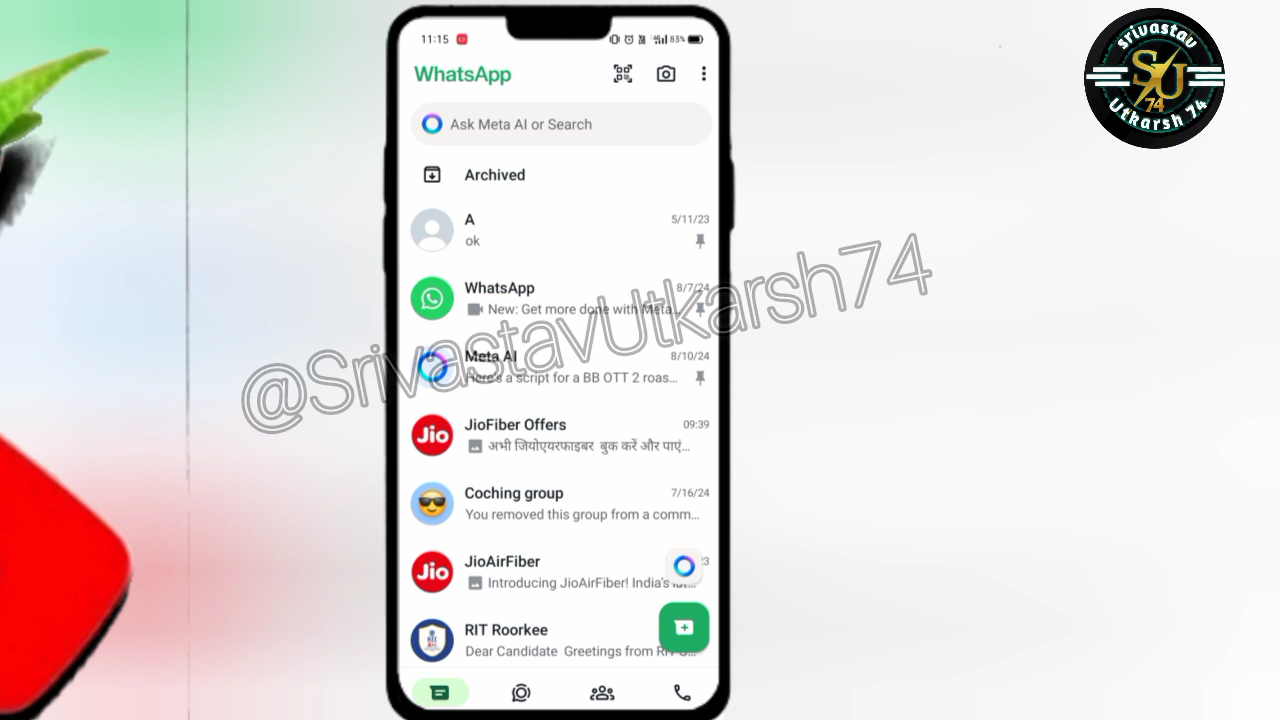 11:15
83%
WhatsApp
Ask Meta AI or Search
Archived
A
5/11/23
ok
WhatsApp
8/7/24
New: Get more done with Meta...
Meta AI
8/10/24
Here's a script for a BB OTT 2 roas...
JioFiber Offers
09:39
Jio
अभी जियोएयरफाइबर बुक करें और पाएं...
Coching group
7/16/24
You removed this group from a comm...
JioAirFiber
Jio
Introducing JioAirFiber! India's
RIT Roorkee
Dear Candidate Greetings from
@SrivastavUtkarsh74
srivastav
SU
74
Utkarsh 74